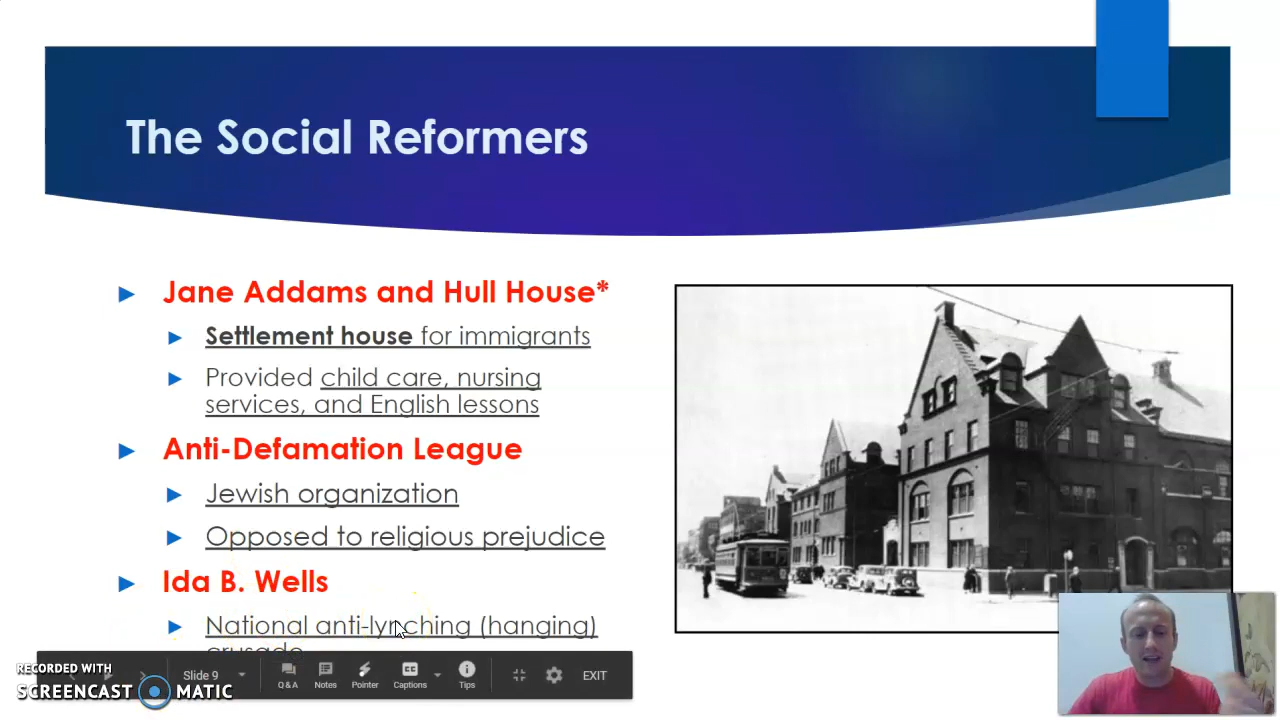 The Social Reformers
Jane Addams and Hull House*
Settlement house for immigrants
Provided child care, nursing
services, and English lessons
Anti-Defamation League
Jewish organization
Opposed to religious prejudice
Ida B. Wells
National anti-lynching (hanging)
crusade
RECORDED WITH
SCREENCAST MATIC
Slide 9
Q&A
Notes
Pointer
Captions
Tips
EXIT